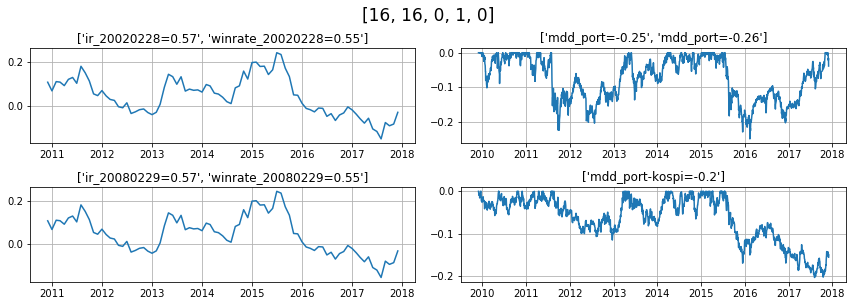 [16, 16, 0, 1, 0]
['ir_20020228=0.57', 'winrate_20020228=0.55']
0.2
0.0
2011 2012 2013 2014 2015 2016 2017 2018
['mdd_port=-0.25', 'mdd_port=-0.26']
0.0
−0.1
−0.2
2010 2011 2012 2013 2014 2015 2016 2017 2018
['ir_20080229=0.57', 'winrate_20080229=0.55']
0.2
0.0
2011 2012 2013 2014 2015 2016 2017 2018
['mdd_port-kospi=-0.2']
0.0
−0.1
−0.2
2010 2011 2012 2013 2014 2015 2016 2017 2018